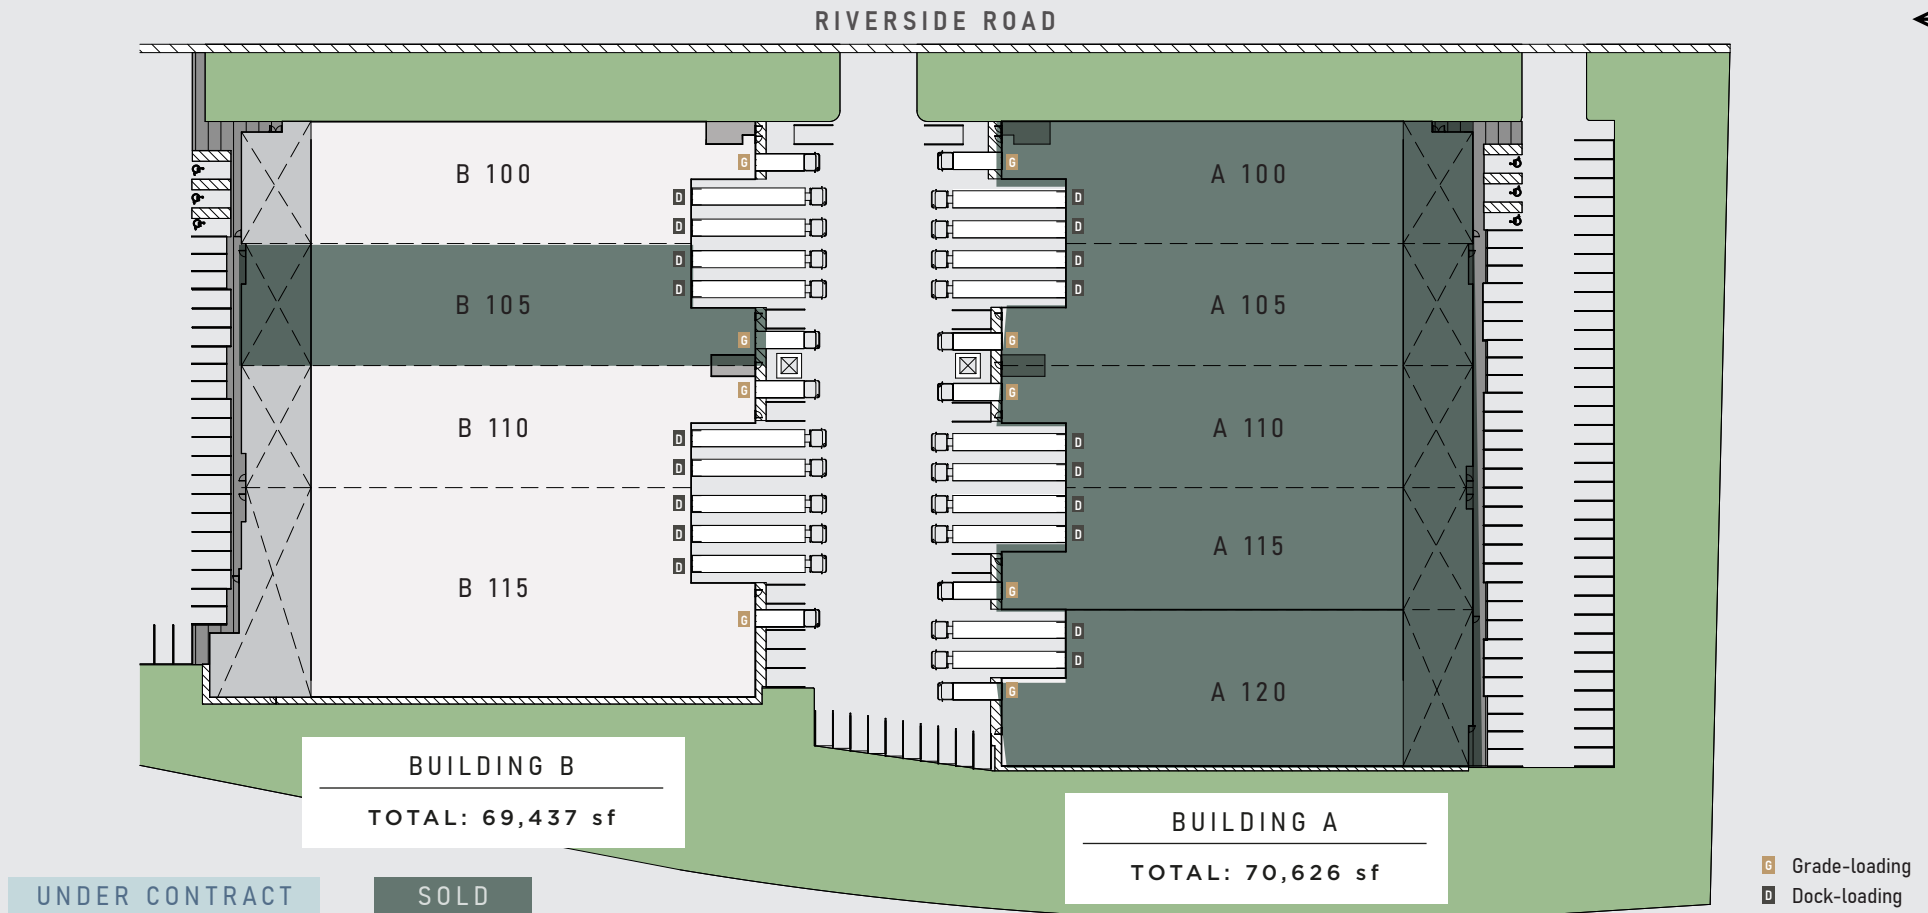 RIVERSIDE ROAD
B 100
G
D
D
B 105
D
D
G
B 110
G
D
D
B 115
D
D
D
G
A 100
G
D
D
A 105
D
D
G
A 110
G
D
D
A 115
D
D
G
A 120
D
D
G
BUILDING B
TOTAL: 69,437 sf
BUILDING A
TOTAL: 70,626 sf
UNDER CONTRACT
SOLD
G Grade-loading
D Dock-loading